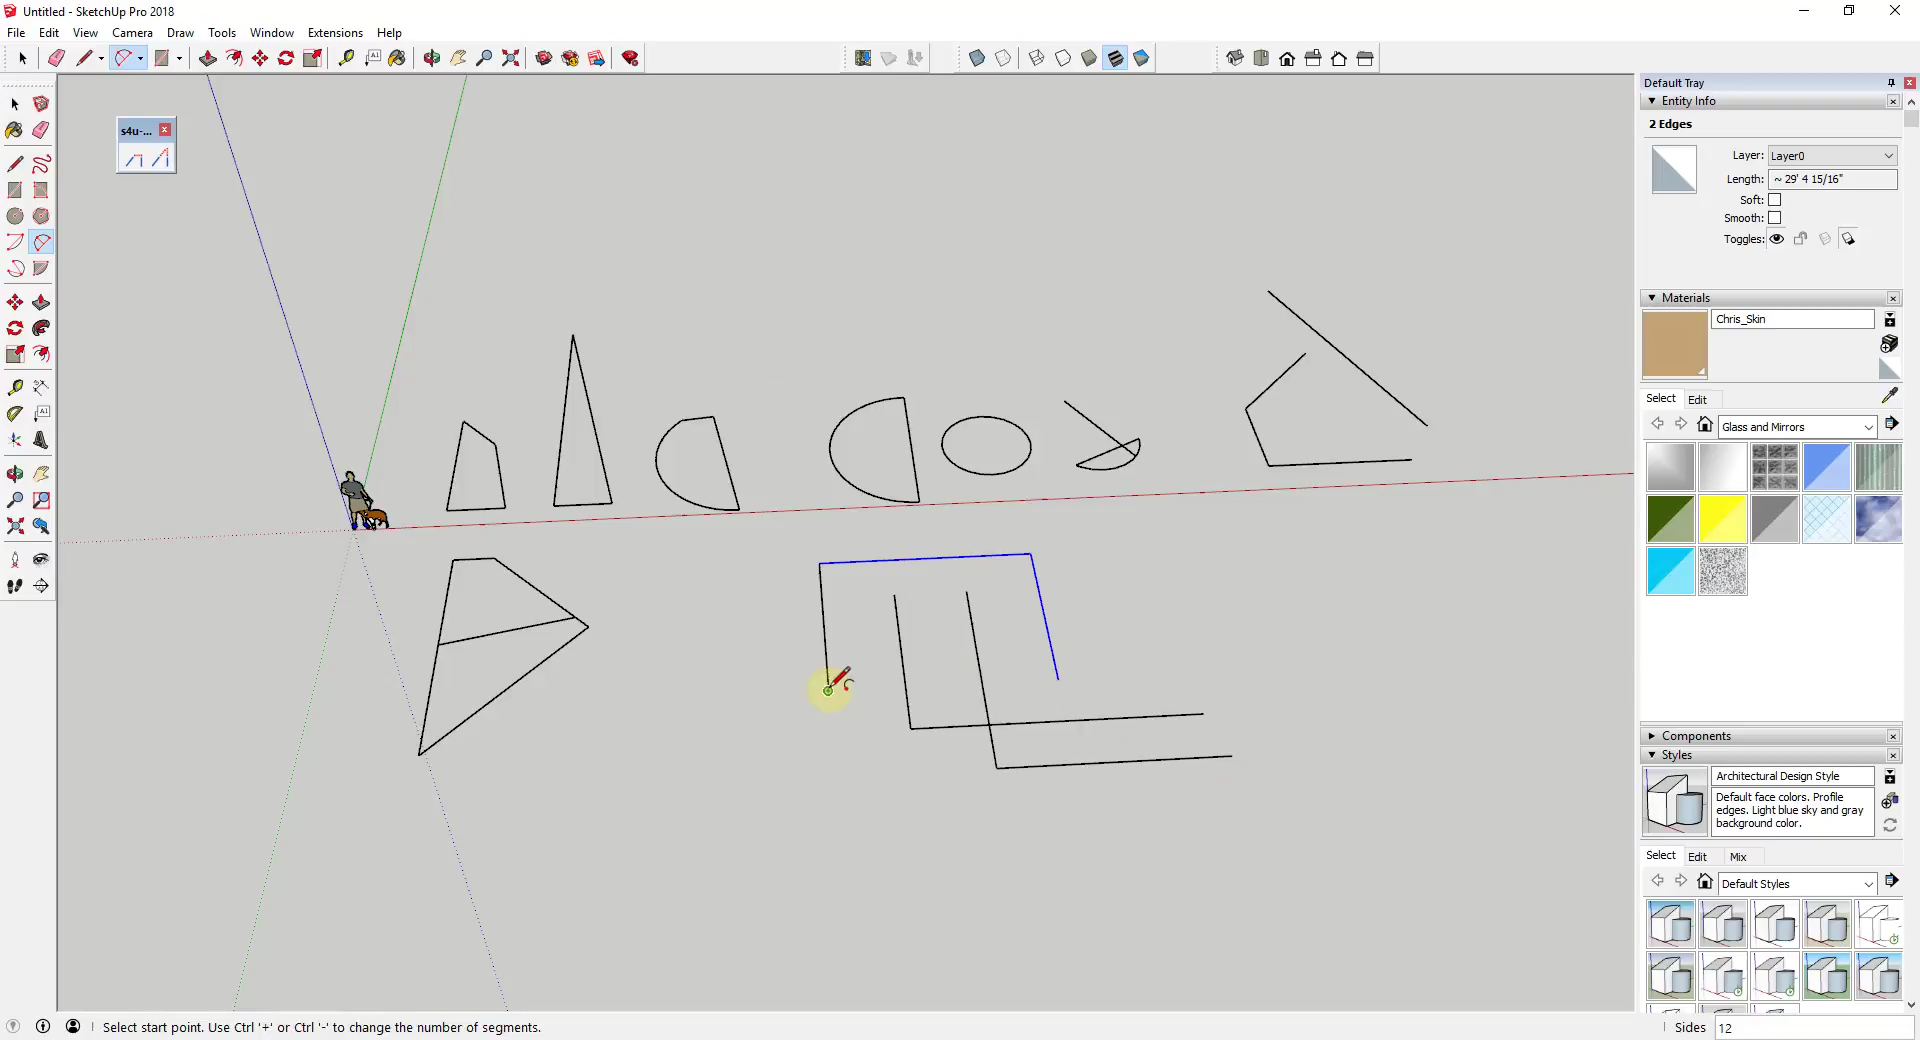 Untitled - SketchUp Pro 2018
File Edit View Camera Draw Tools Window Extensions Help
A1
s4u-...
A1
Default Tray
Entity Info
2 Edges
Layer: Layer0
Length: ~ 29' 4 15/16"
Soft:
Smooth:
Toggles:
Materials
Chris_Skin
Select Edit
Glass and Mirrors
Components
Styles
Architectural Design Style
Default face colors. Profile
edges. Light blue sky and gray
background color.
Select Edit Mix
Default Styles
Select start point. Use Ctrl '+' or Ctrl '-' to change the number of segments.
Sides 12